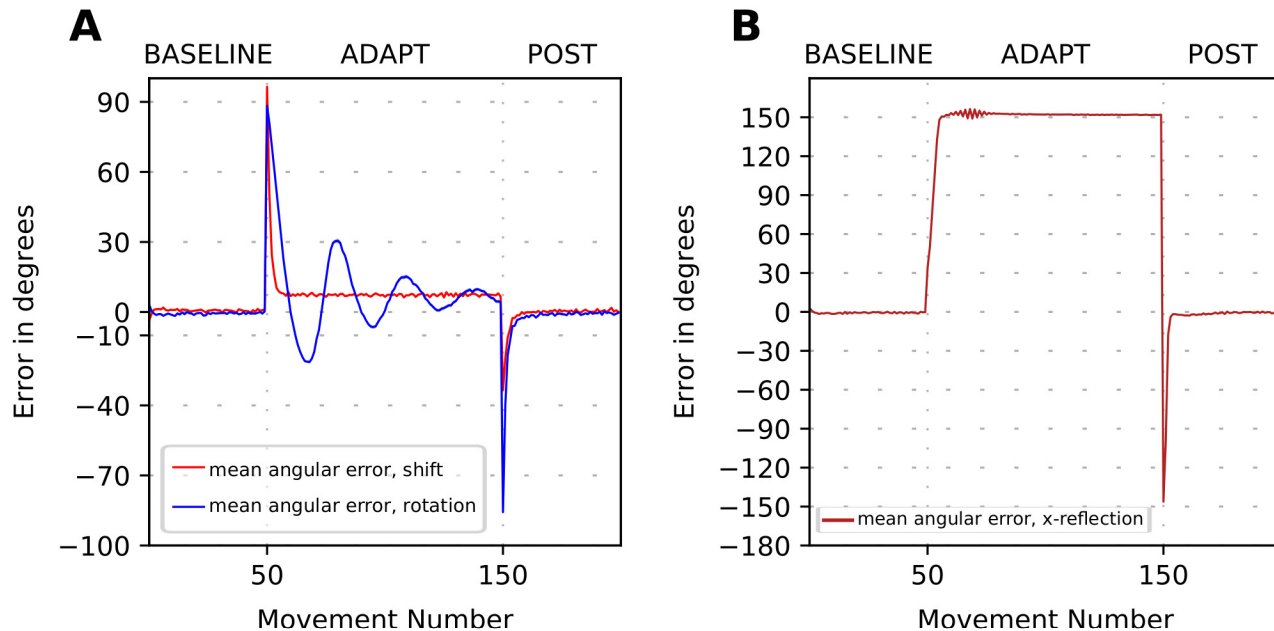 A
BASELINE ADAPT POST
90
60
30
0
−10
−40
−70
−100
Error in degrees
mean angular error, shift
mean angular error, rotation
50 150
Movement Number
B
BASELINE ADAPT POST
150
120
90
60
30
0
−30
−60
−90
−120
−150
−180
Error in degrees
mean angular error, x-reflection
50 150
Movement Number